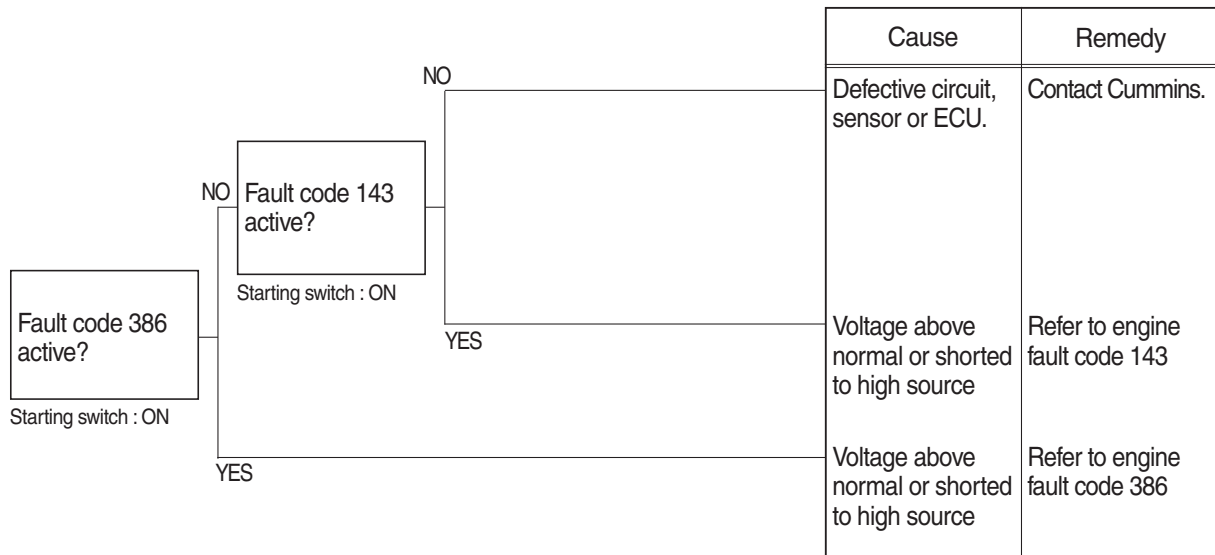 Cause
Remedy
NO
Defective circuit,
sensor or ECU.
Contact Cummins.
NO
Fault code 143
active?
Starting switch : ON
Fault code 386
active?
Starting switch : ON
YES
Voltage above
normal or shorted
to high source
Refer to engine
fault code 143
YES
Voltage above
normal or shorted
to high source
Refer to engine
fault code 386